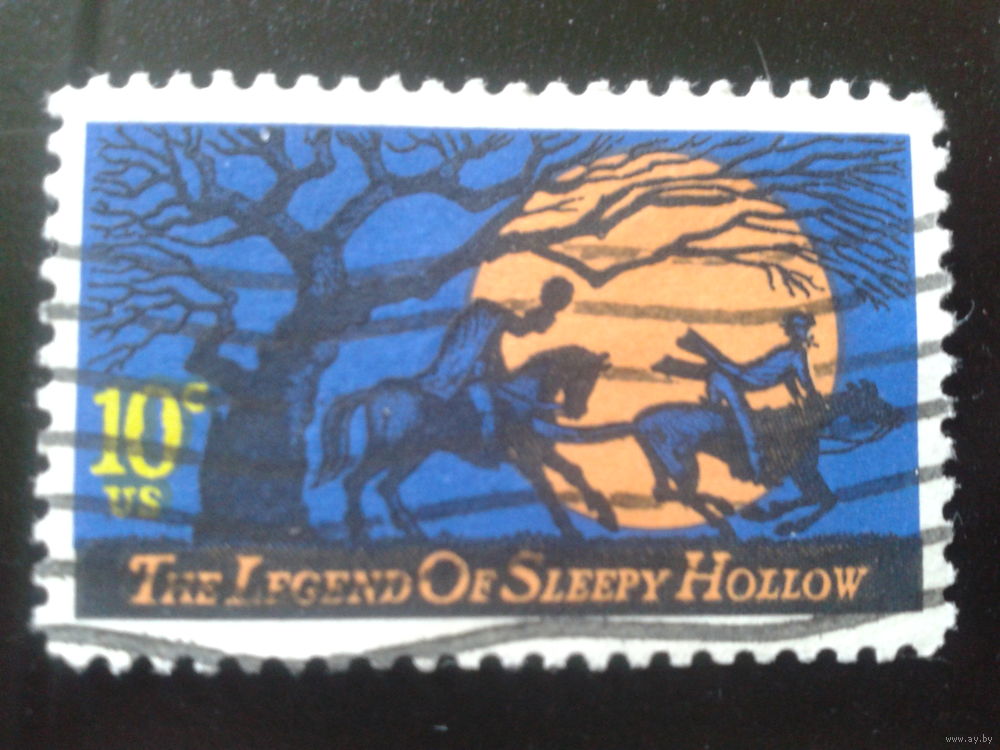 10c
US
THE LEGEND OF SLEEPY HOLLOW
www.ay.by